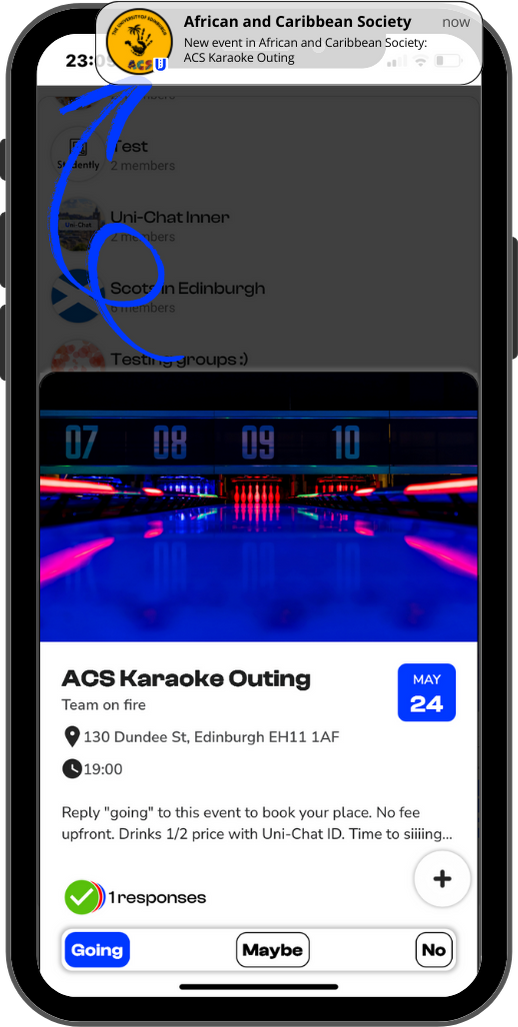 THE UNIVERSITY OF EDINBURGH
ACS
African and Caribbean Society
now
New event in African and Caribbean Society:
ACS Karaoke Outing
23:0
Test
Studently
2 members
Uni-Chat Inner
Uni-Chat
2 members
Scots in Edinburgh
6 members
Testing groups :)
07 08 09 10
ACS Karaoke Outing
MAY
24
Team on fire
130 Dundee St, Edinburgh EH11 1AF
19:00
Reply "going" to this event to book your place. No fee
upfront. Drinks 1/2 price with Uni-Chat ID. Time to siiiing...
+
1 responses
Going
Maybe
No